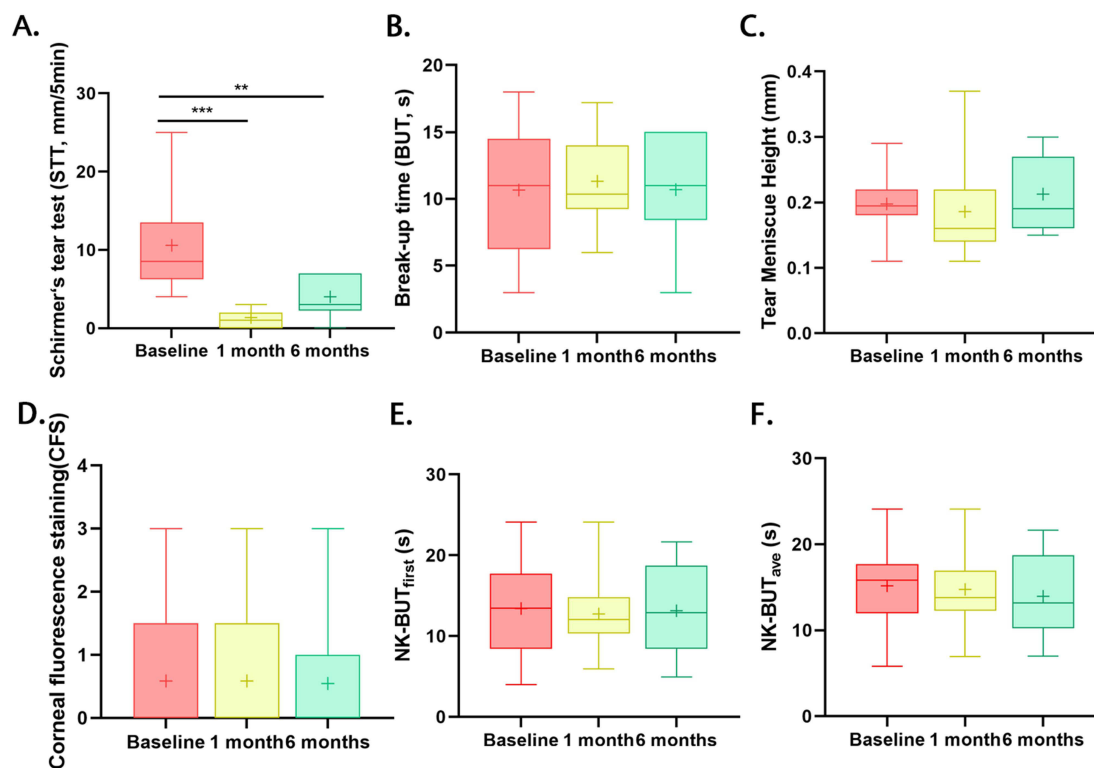 A.
Schirmer's tear test (STT, mm/5min)
30
20
10
0
**
***
Baseline 1 month 6 months
B.
Break-up time (BUT, s)
20
15
10
5
0
Baseline 1 month 6 months
C.
Tear Meniscue Height (mm)
0.4
0.3
0.2
0.1
0.0
Baseline 1 month 6 months
D.
Corneal fluorescence staining(CFS)
4
3
2
1
0
Baseline 1 month 6 months
E.
NK-BUTfirst (s)
30
20
10
0
Baseline 1 month 6 months
F.
NK-BUTave (s)
30
20
10
0
Baseline 1 month 6 months